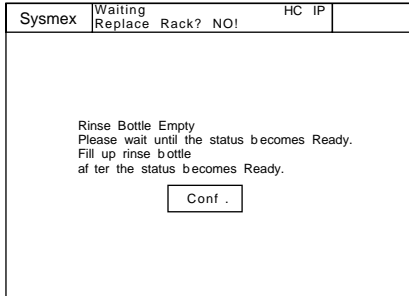 Sysmex
Waiting HC IP
Replace Rack? NO!
Rinse Bottle Empty
Please wait until the status becomes Ready.
Fill up rinse bottle
after the status becomes Ready.
Conf.